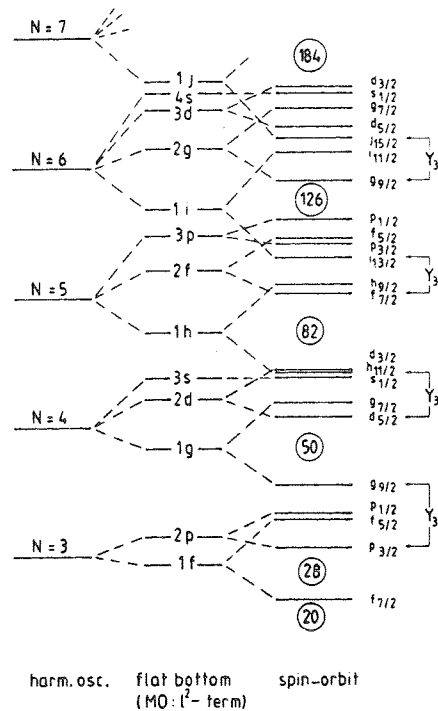 N = 7
1j
4s
3d
N = 6
2g
1i
3p
2f
N = 5
1h
3s
2d
N = 4
1g
2p
N = 3
1f
184
d3/2
s1/2
g7/2
d5/2
j15/2
i11/2
Y3
g9/2
126
p1/2
f5/2
p3/2
i13/2
Y3
h9/2
f7/2
82
d3/2
h11/2
s1/2
g7/2
Y3
d5/2
50
g9/2
p1/2
f5/2
Y3
p3/2
28
f7/2
20
harm. osc. flat bottom spin-orbit
(MO: l²- term)